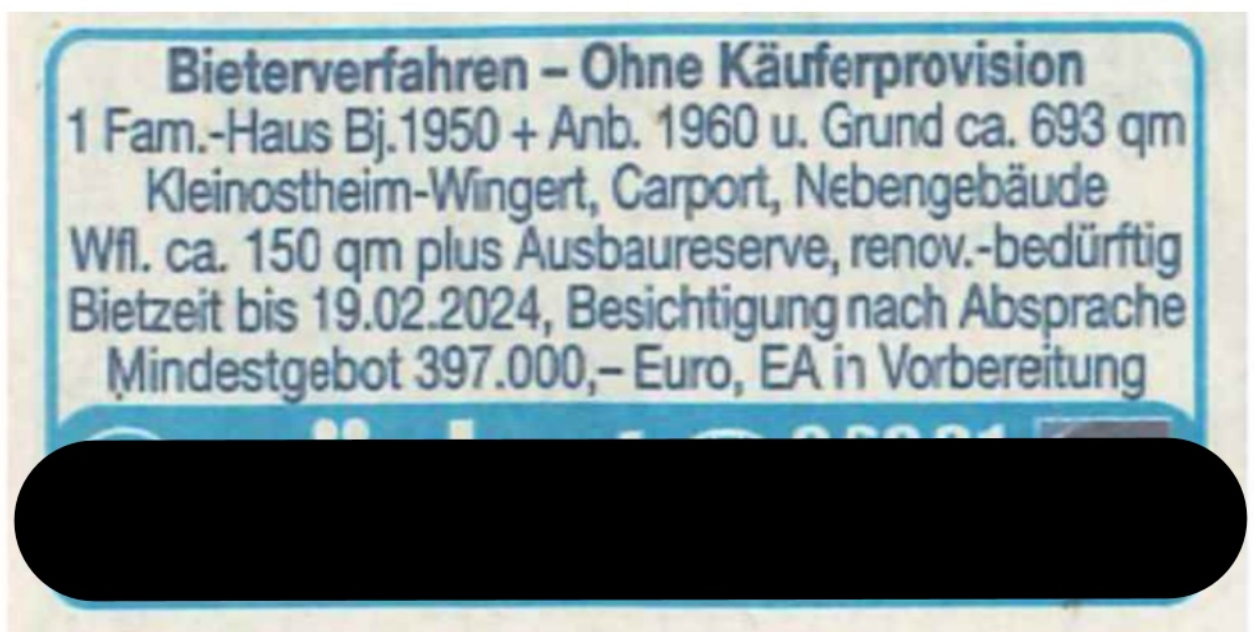 Bieterverfahren – Ohne Käuferprovision
1 Fam.-Haus Bj.1950 + Anb. 1960 u. Grund ca. 693 qm
Kleinostheim-Wingert, Carport, Nebengebäude
Wfl. ca. 150 qm plus Ausbaureserve, renov.-bedürftig
Bietzeit bis 19.02.2024, Besichtigung nach Absprache
Mindestgebot 397.000,– Euro, EA in Vorbereitung